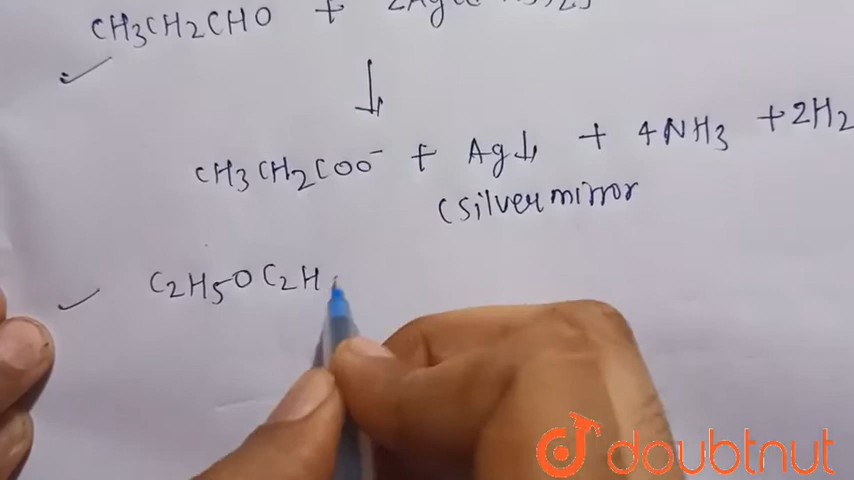 CH3CH2CHO +
CH3CH2COO⁻ + Ag↓ + 4NH3 + 2H2
(silver mirror
C2H5OC2H
doubtnut